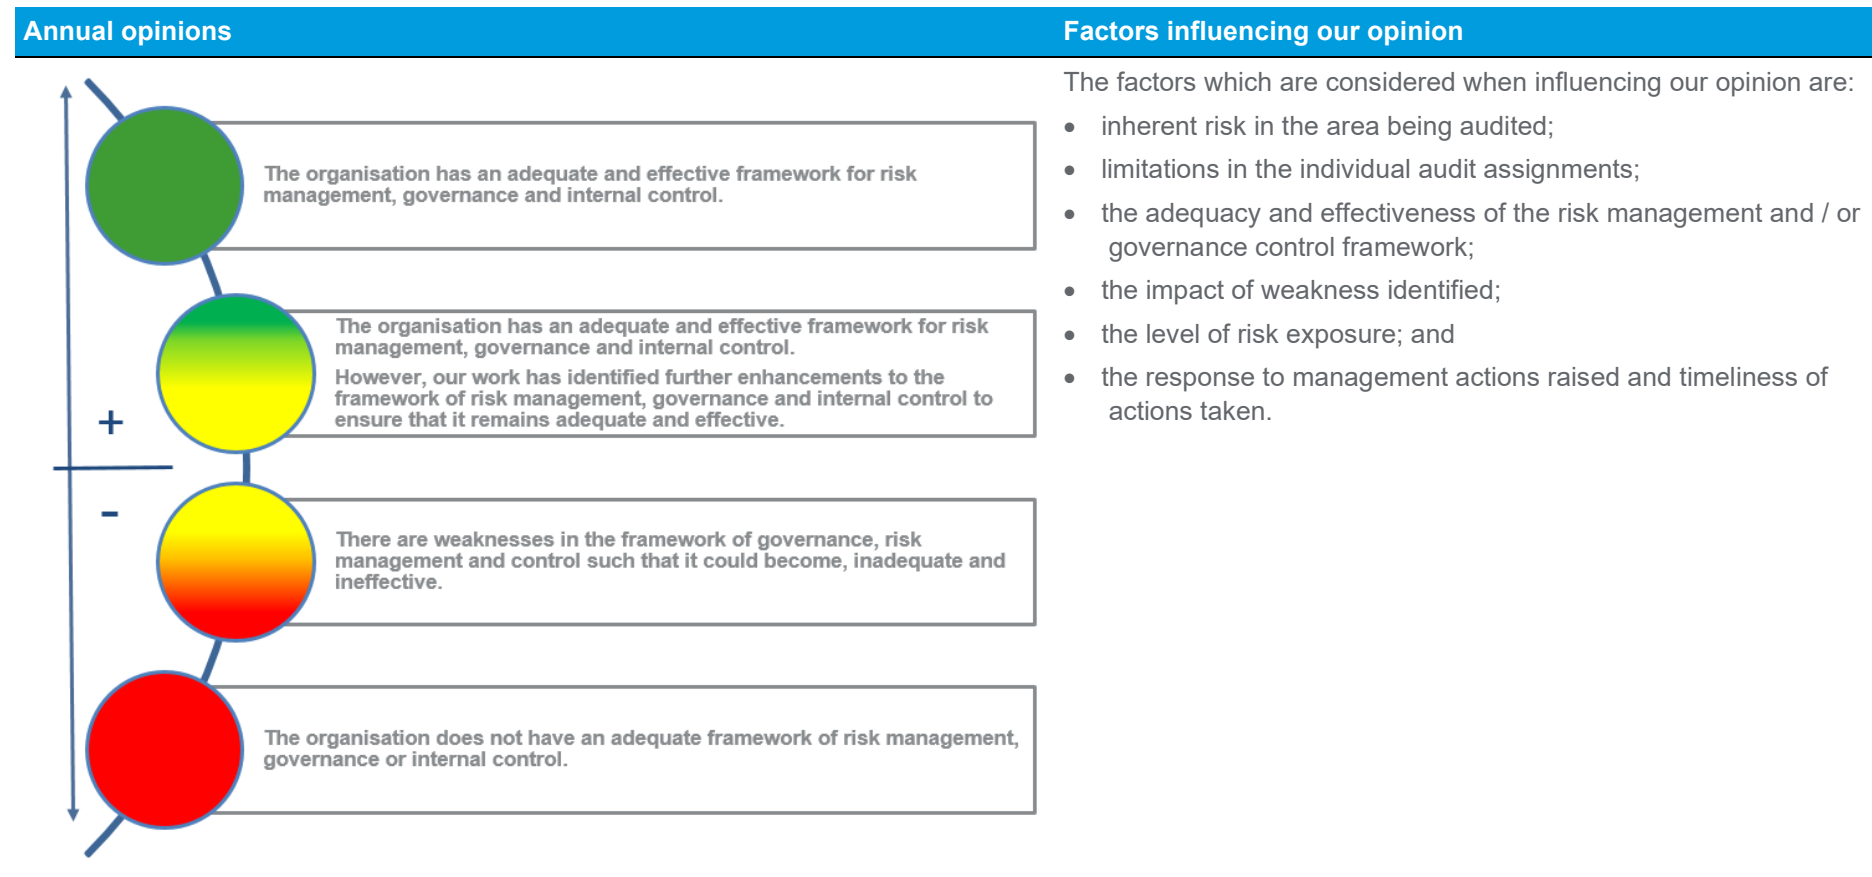 Annual opinions
Factors influencing our opinion
The organisation has an adequate and effective framework for risk
management, governance and internal control.
The organisation has an adequate and effective framework for risk
management, governance and internal control.
However, our work has identified further enhancements to the
framework of risk management, governance and internal control to
ensure that it remains adequate and effective.
+
-
There are weaknesses in the framework of governance, risk
management and control such that it could become, inadequate and
ineffective.
The organisation does not have an adequate framework of risk management,
governance or internal control.
The factors which are considered when influencing our opinion are:
• inherent risk in the area being audited;
• limitations in the individual audit assignments;
• the adequacy and effectiveness of the risk management and / or
governance control framework;
• the impact of weakness identified;
• the level of risk exposure; and
• the response to management actions raised and timeliness of
actions taken.